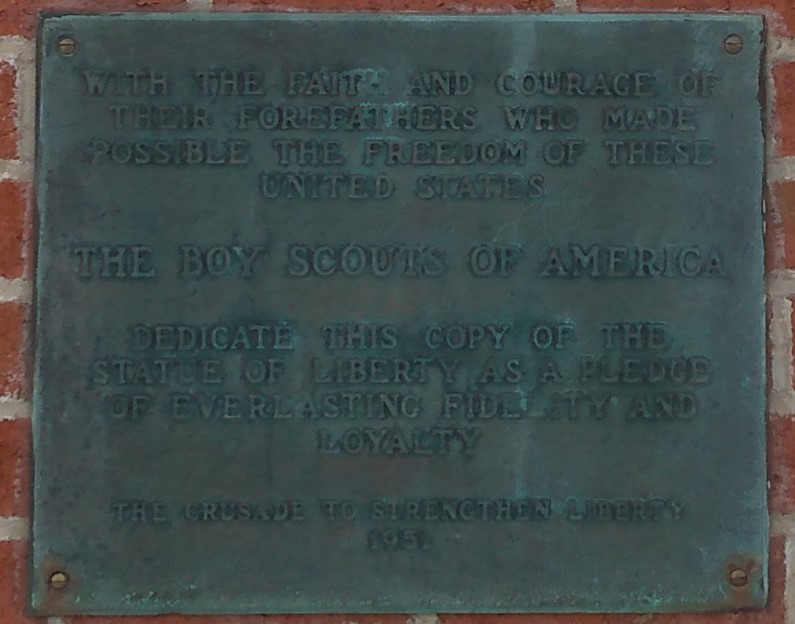 WITH THE FAITH AND COURAGE OF
THEIR FOREFATHERS WHO MADE
POSSIBLE THE FREEDOM OF THESE
UNITED STATES
THE BOY SCOUTS OF AMERICA
DEDICATE THIS COPY OF THE
STATUE OF LIBERTY AS A PLEDGE
OF EVERLASTING FIDELITY AND
LOYALTY
THE CRUSADE TO STRENGTHEN LIBERTY
1951